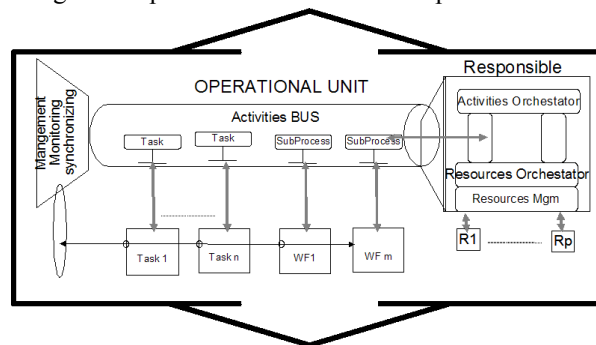 Mangement
Monitoring
synchronizing
OPERATIONAL UNIT
Activities BUS
Task
Task
SubProcess
SubProcess
Responsible
Activities Orchestator
Resources Orchestrator
Resources Mgm
R1
Rp
Task 1
Task n
WF1
WF m